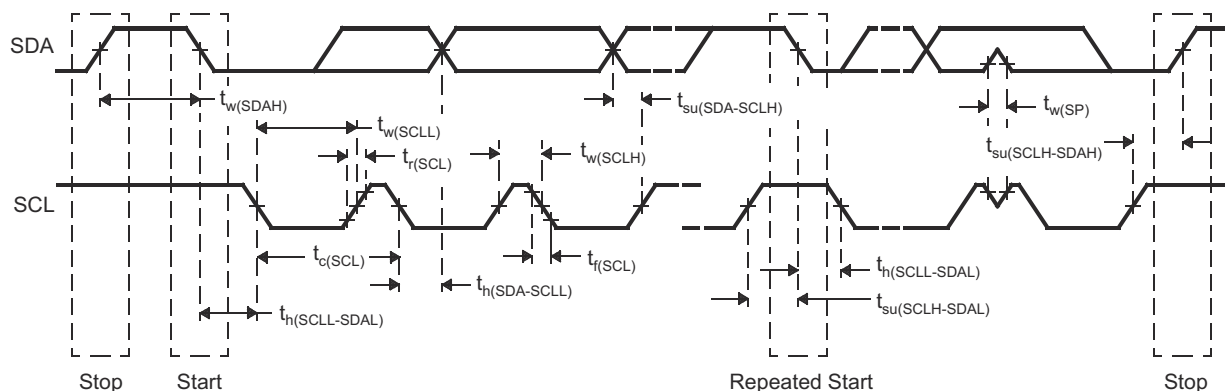 SDA
t_w(SDAH)
t_su(SDA-SCLH)
t_w(SP)
t_w(SCLL)
t_r(SCL)
t_w(SCLH)
t_su(SCLH-SDAH)
SCL
t_c(SCL)
t_f(SCL)
t_h(SDA-SCLL)
t_h(SCLL-SDAL)
t_h(SCLL-SDAL)
t_su(SCLH-SDAL)
Stop
Start
Repeated Start
Stop